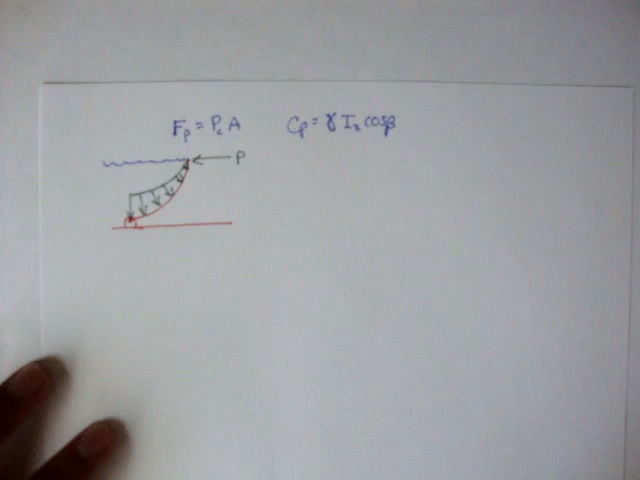 Fp = Pc A    Cp = γ Ix cosβ
P